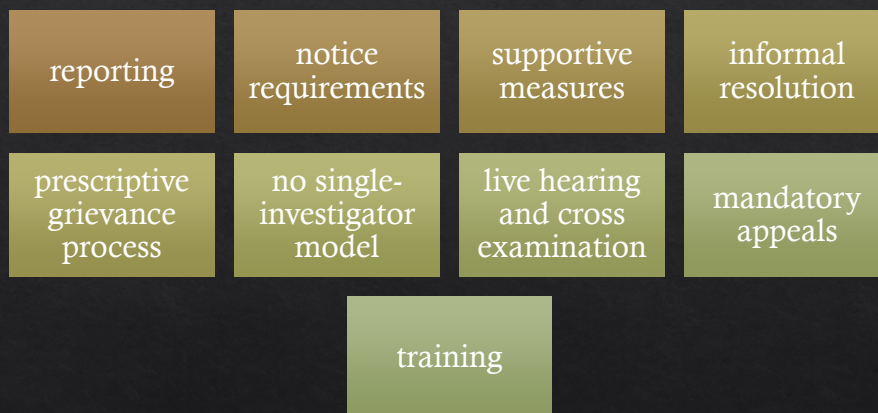 reporting
notice
requirements
supportive
measures
informal
resolution
prescriptive
grievance
process
no single-
investigator
model
live hearing
and cross
examination
mandatory
appeals
training